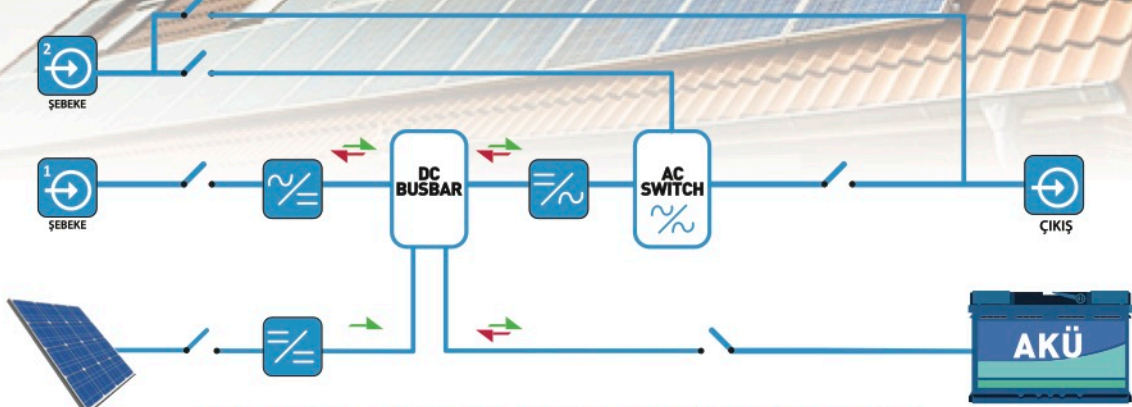 2
ŞEBEKE
1
ŞEBEKE
DC
BUSBAR
AC
SWITCH
ÇIKIŞ
AKÜ